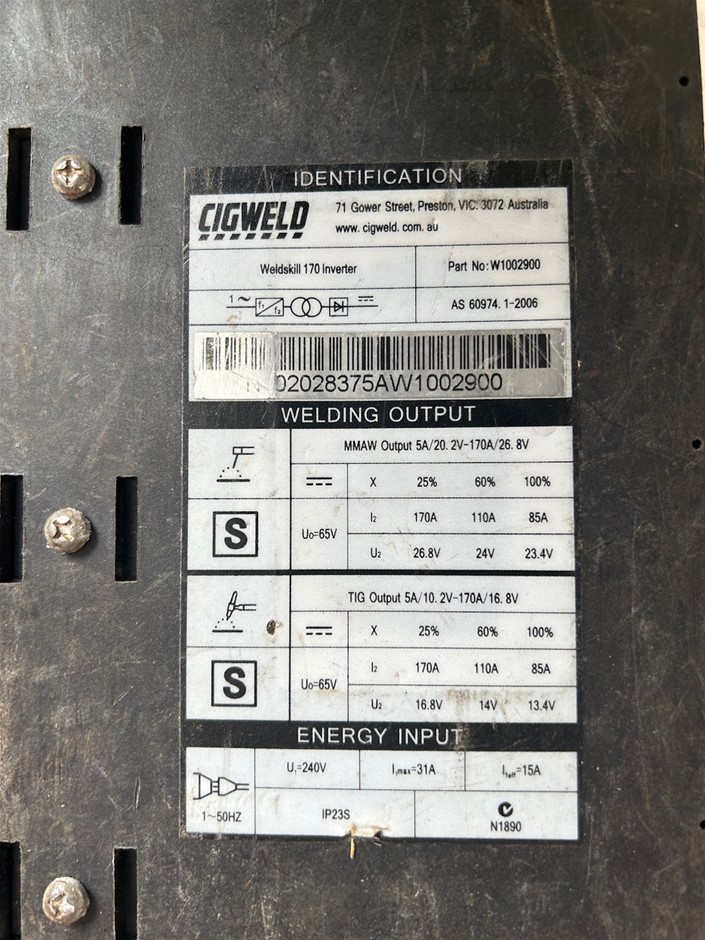 IDENTIFICATION
CIGWELD
71 Gower Street, Preston, VIC. 3072 Australia
www. cigweld. com. au
Weldskill 170 Inverter
Part No: W1002900
1 ~ f₁ f₂
AS 60974. 1-2006
02028375AW1002900
WELDING OUTPUT
MMAW Output 5A/20. 2V-170A/26. 8V
X 25% 60% 100%
S
U₀=65V
I₂ 170A 110A 85A
U₂ 26.8V 24V 23.4V
TIG Output 5A/10. 2V-170A/16. 8V
X 25% 60% 100%
S
U₀=65V
I₂ 170A 110A 85A
U₂ 16.8V 14V 13.4V
ENERGY INPUT
U₁=240V
I₁max=31A
I₁eff=15A
1~50HZ
IP23S
N1890